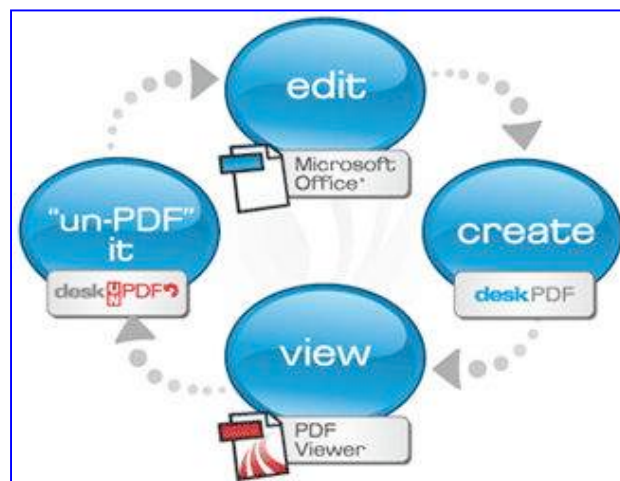 edit
Microsoft
Office*
create
deskPDF
view
PDF
Viewer
"un-PDF"
it
deskUNPDF